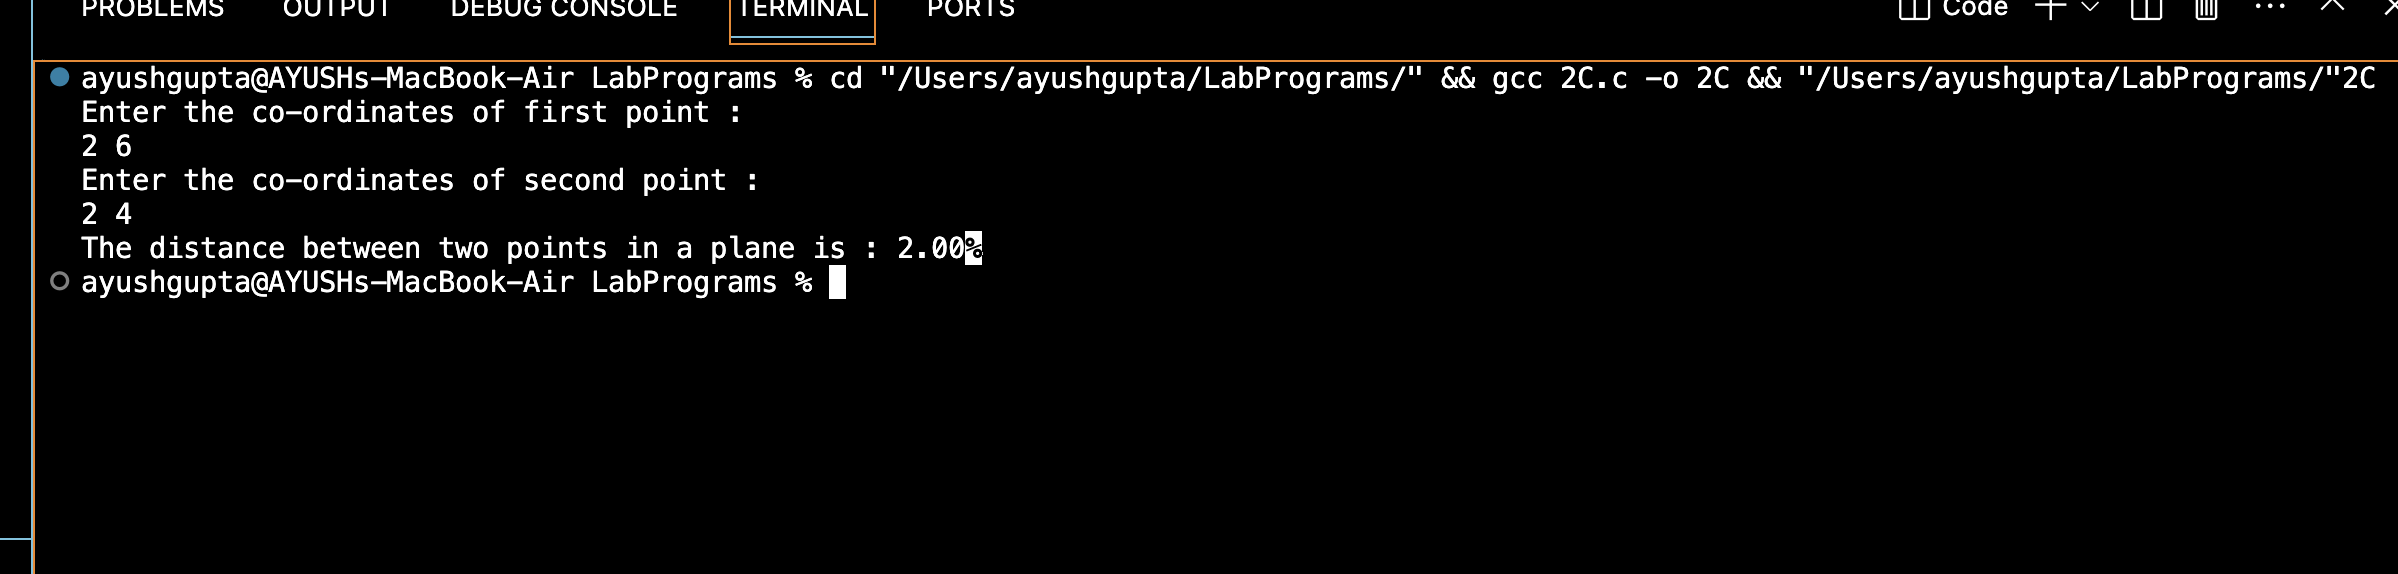 PROBLEMS OUTPUT DEBUG CONSOLE TERMINAL PORTS Code
ayushgupta@AYUSHs-MacBook-Air LabPrograms % cd "/Users/ayushgupta/LabPrograms/" && gcc 2C.c -o 2C && "/Users/ayushgupta/LabPrograms/"2C
Enter the co-ordinates of first point :
2 6
Enter the co-ordinates of second point :
2 4
The distance between two points in a plane is : 2.00%
ayushgupta@AYUSHs-MacBook-Air LabPrograms %